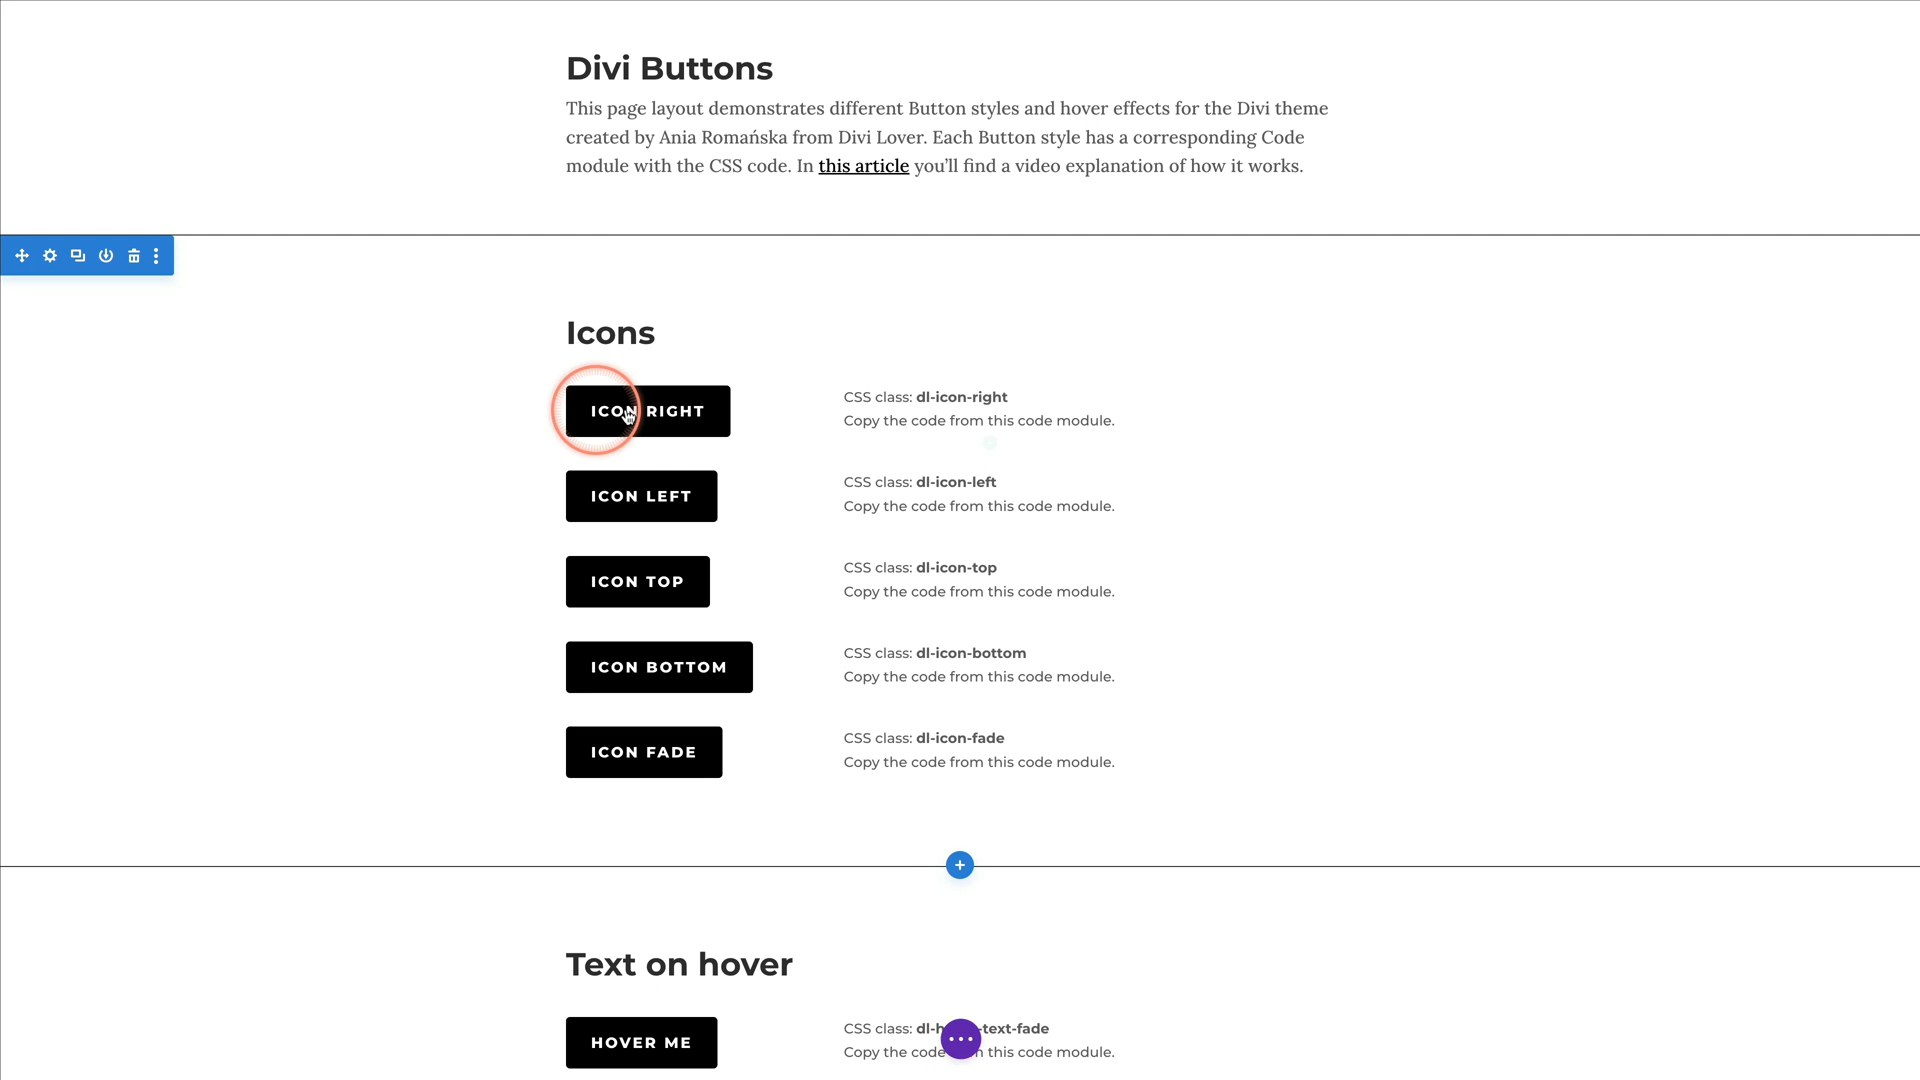 Divi Buttons
This page layout demonstrates different Button styles and hover effects for the Divi theme
created by Ania Romańska from Divi Lover. Each Button style has a corresponding Code
module with the CSS code. In this article you’ll find a video explanation of how it works.
Icons
ICON RIGHT
CSS class: dl-icon-right
Copy the code from this code module.
ICON LEFT
CSS class: dl-icon-left
Copy the code from this code module.
ICON TOP
CSS class: dl-icon-top
Copy the code from this code module.
ICON BOTTOM
CSS class: dl-icon-bottom
Copy the code from this code module.
ICON FADE
CSS class: dl-icon-fade
Copy the code from this code module.
Text on hover
HOVER ME
CSS class: -text-fade
Copy the code this code module.